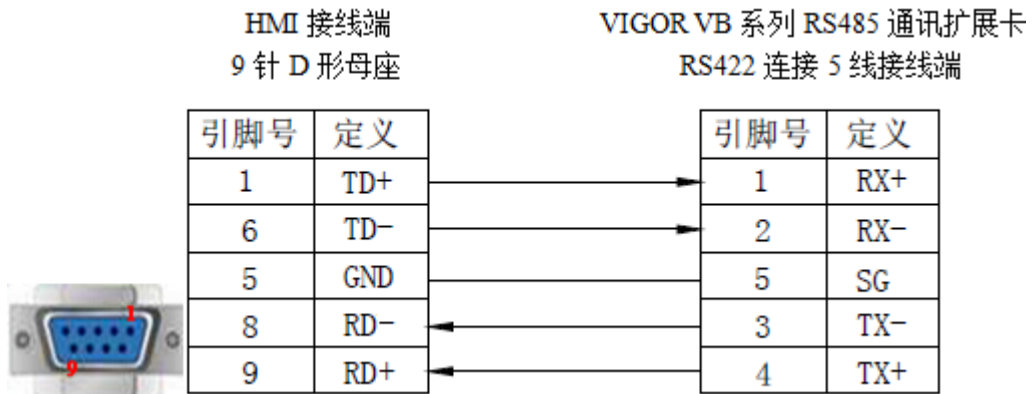 HMI 接线端
9 针 D 形母座
VIGOR VB 系列 RS485 通讯扩展卡
RS422 连接 5 线接线端
引脚号 定义
1 TD+
6 TD-
5 GND
8 RD-
9 RD+
引脚号 定义
1 RX+
2 RX-
5 SG
3 TX-
4 TX+
1
9